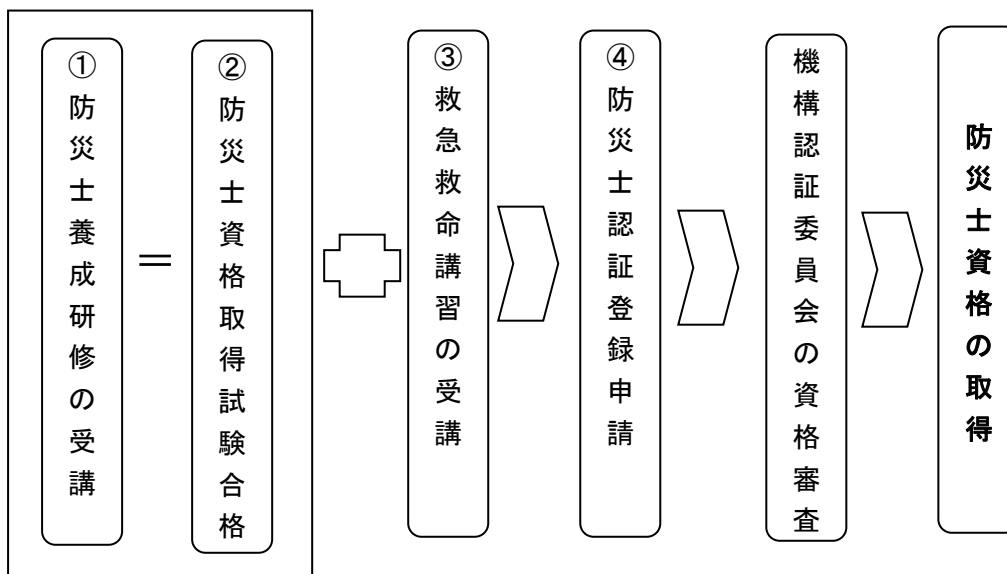 ①防災士養成研修の受講
＝
②防災士資格取得試験合格
③救急救命講習の受講
④防災士認証登録申請
機構認証委員会の資格審査
防災士資格の取得